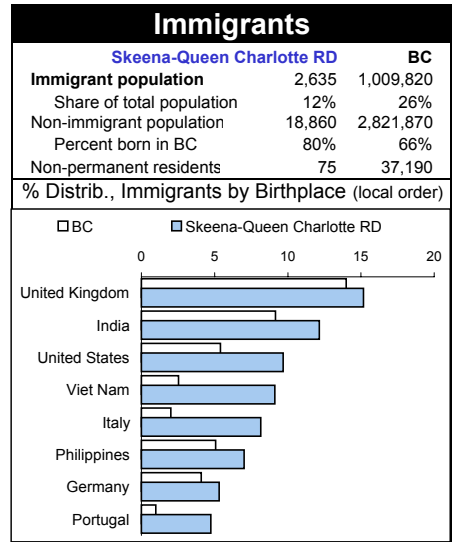 Immigrants
Skeena-Queen Charlotte RD BC
Immigrant population 2,635 1,009,820
Share of total population 12% 26%
Non-immigrant population 18,860 2,821,870
Percent born in BC 80% 66%
Non-permanent residents 75 37,190
% Distrib., Immigrants by Birthplace (local order)
BC Skeena-Queen Charlotte RD
0 5 10 15 20
United Kingdom
India
United States
Viet Nam
Italy
Philippines
Germany
Portugal